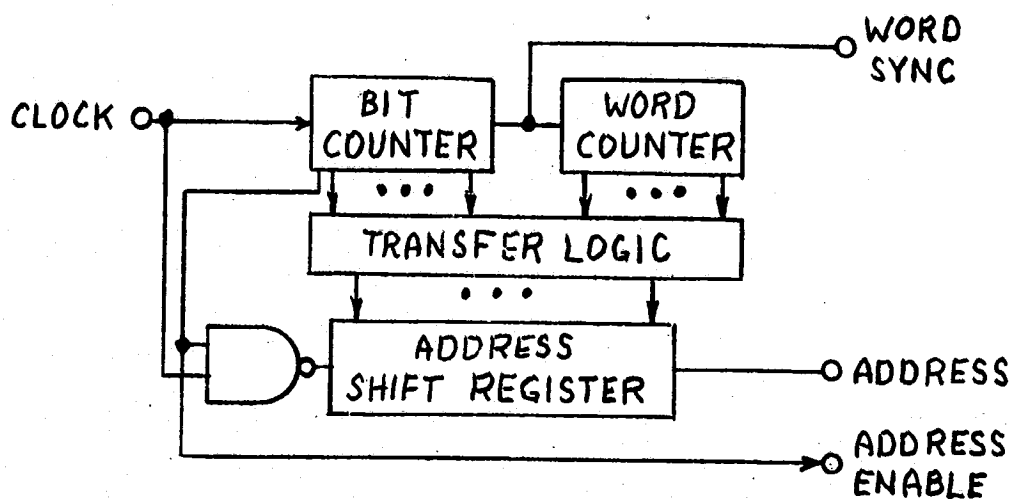 WORD
SYNC
CLOCK
BIT
COUNTER
WORD
COUNTER
TRANSFER LOGIC
ADDRESS
SHIFT REGISTER
ADDRESS
ADDRESS
ENABLE